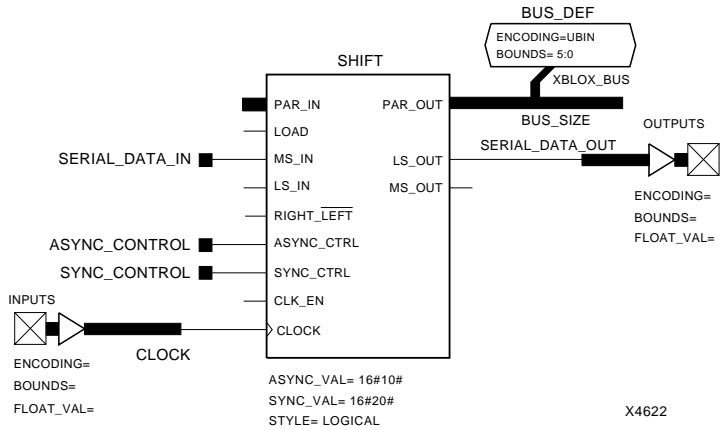 BUS_DEF
ENCODING=UBIN
BOUNDS= 5:0
SHIFT
XBLOX_BUS
PAR_IN
PAR_OUT
BUS_SIZE
OUTPUTS
LOAD
SERIAL_DATA_OUT
SERIAL_DATA_IN
MS_IN
LS_OUT
LS_IN
MS_OUT
ENCODING=
BOUNDS=
FLOAT_VAL=
RIGHT_LEFT
ASYNC_CONTROL
ASYNC_CTRL
SYNC_CONTROL
SYNC_CTRL
INPUTS
CLK_EN
CLOCK
CLOCK
ENCODING=
BOUNDS=
FLOAT_VAL=
ASYNC_VAL= 16#10#
SYNC_VAL= 16#20#
STYLE= LOGICAL
X4622